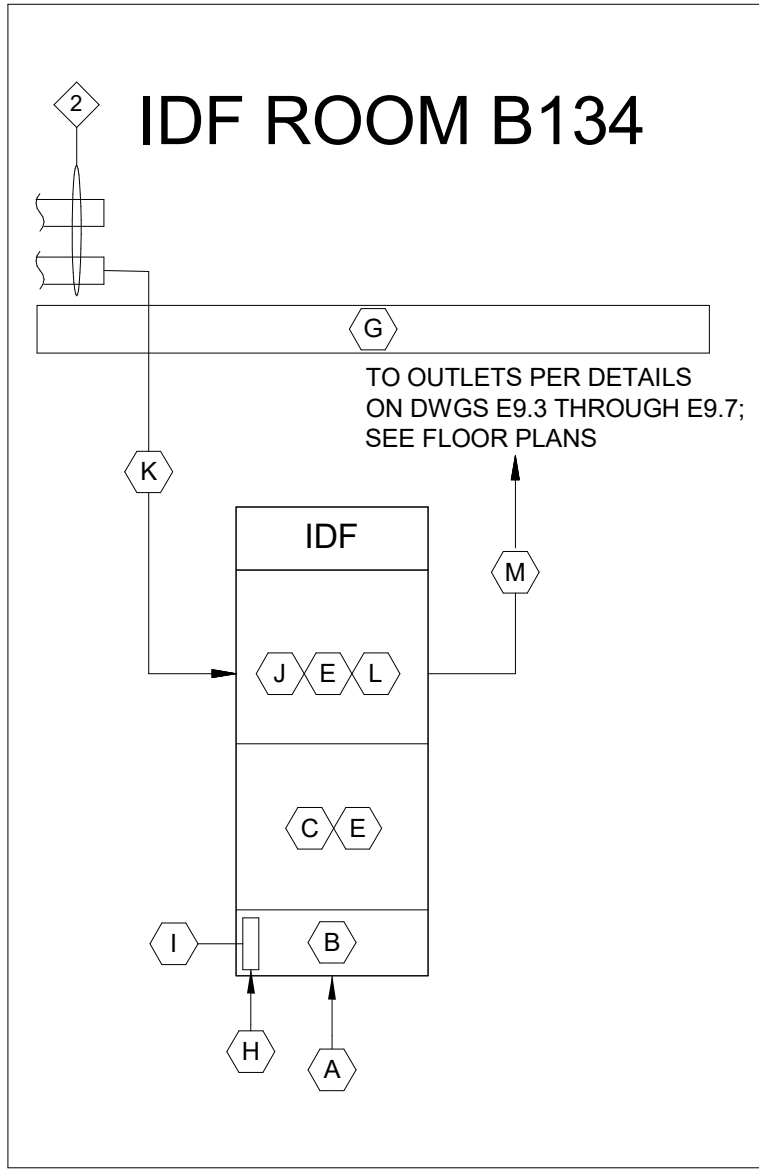 2
IDF ROOM B134
G
TO OUTLETS PER DETAILS
ON DWGS E9.3 THROUGH E9.7;
SEE FLOOR PLANS
K
IDF
M
J E L
C E
I
B
H
A